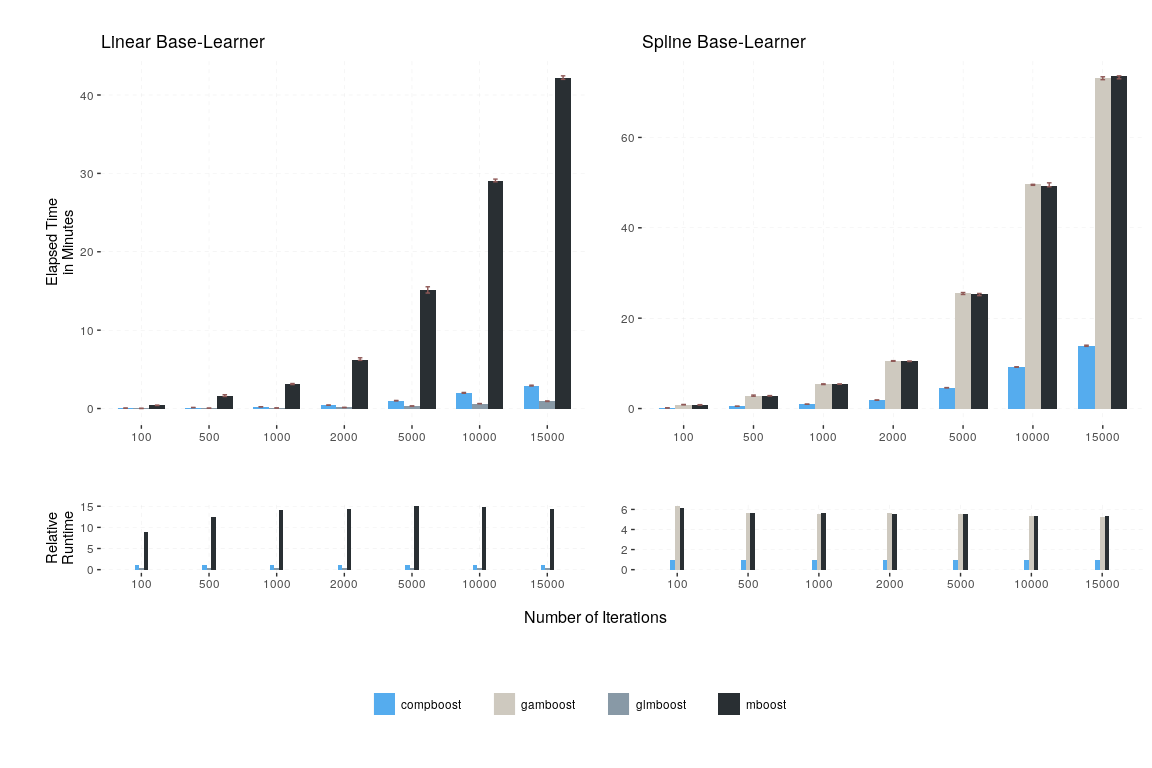 Linear Base-Learner
Spline Base-Learner
Elapsed Time
in Minutes
40
30
20
10
0
100 500 1000 2000 5000 10000 15000
60
40
20
0
100 500 1000 2000 5000 10000 15000
Relative
Runtime
15
10
5
0
100 500 1000 2000 5000 10000 15000
6
4
2
0
100 500 1000 2000 5000 10000 15000
Number of Iterations
compboost gamboost glmboost mboost